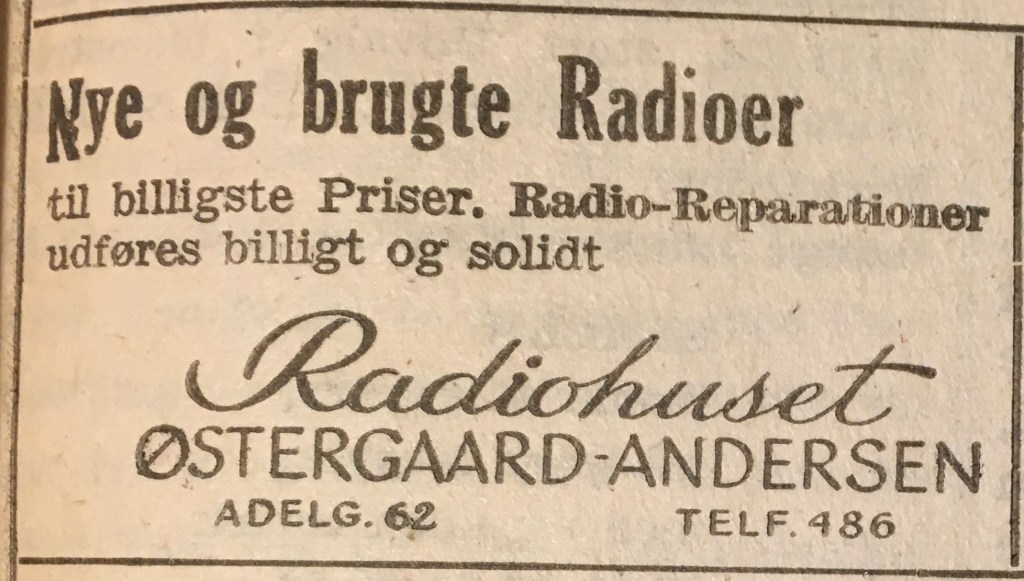 Nye og brugte Radioer
til billigste Priser. Radio-Reparationer
udføres billigt og solidt
Radiohuset
ØSTERGAARD-ANDERSEN
ADELG. 62 TELF. 486